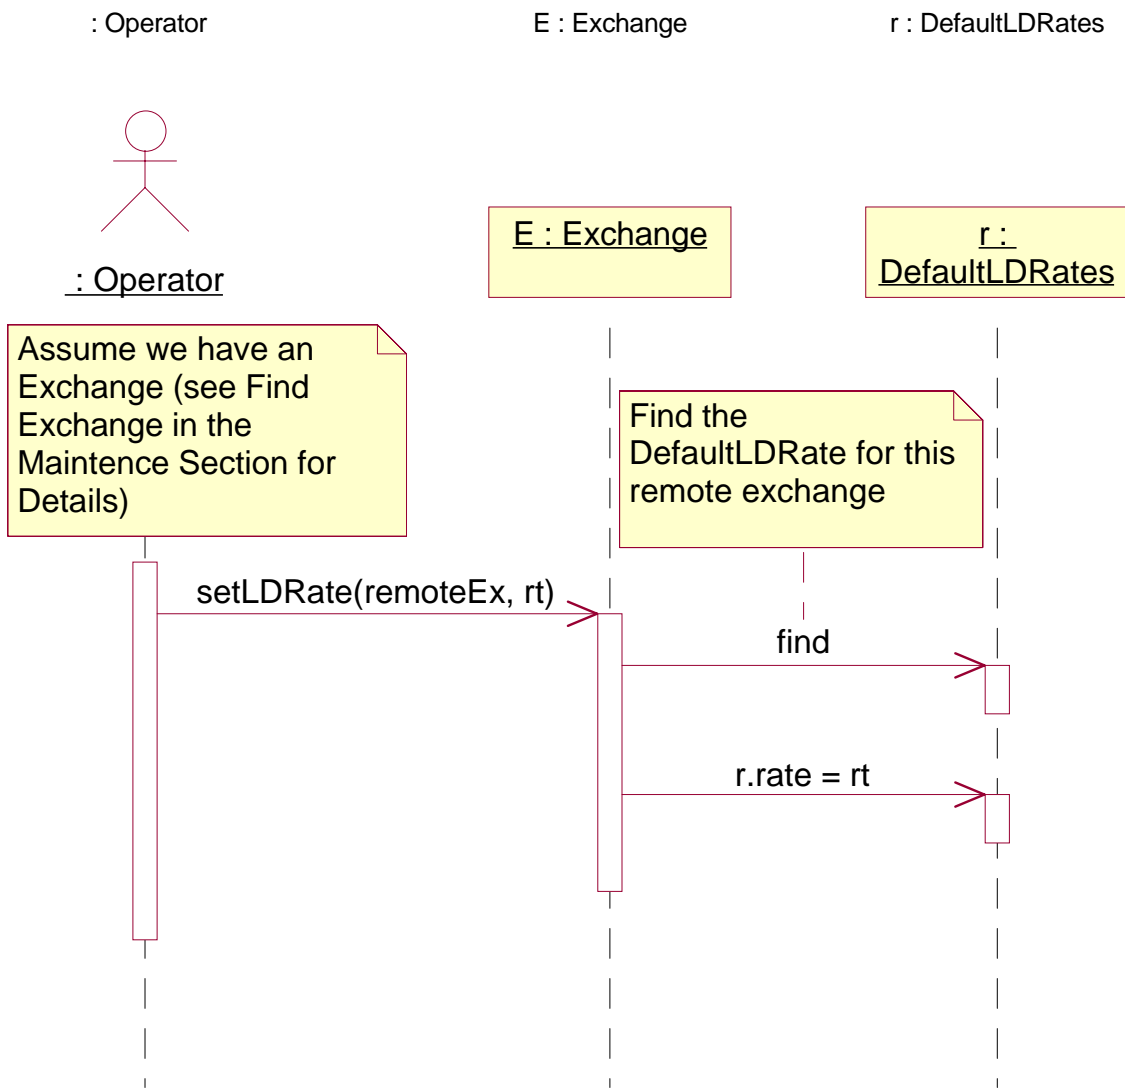 : Operator
E : Exchange
r : DefaultLDRates
: Operator
E : Exchange
r :
DefaultLDRates
Assume we have an
Exchange (see Find
Exchange in the
Maintence Section for
Details)
Find the
DefaultLDRate for this
remote exchange
setLDRate(remoteEx, rt)
find
r.rate = rt